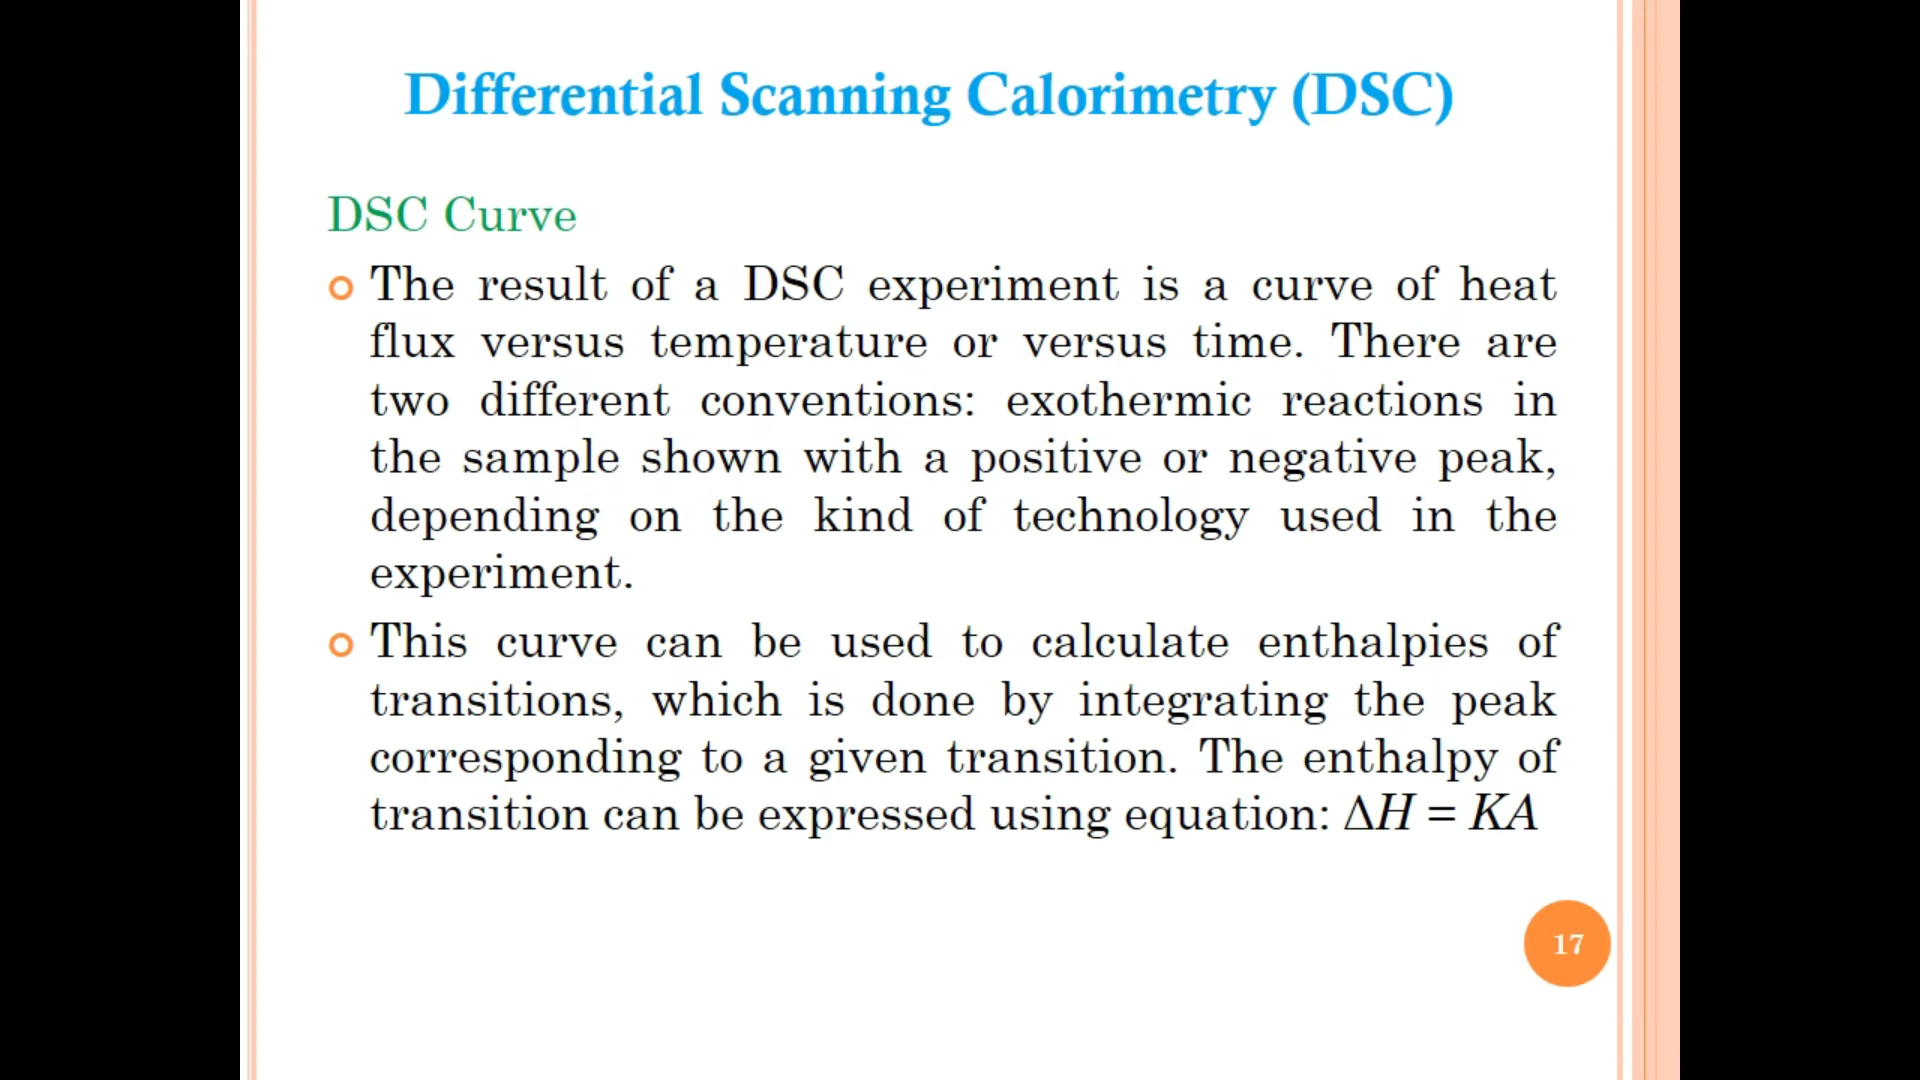 Differential Scanning Calorimetry (DSC)
DSC Curve
The result of a DSC experiment is a curve of heat
flux versus temperature or versus time. There are
two different conventions: exothermic reactions in
the sample shown with a positive or negative peak,
depending on the kind of technology used in the
experiment.
This curve can be used to calculate enthalpies of
transitions, which is done by integrating the peak
corresponding to a given transition. The enthalpy of
transition can be expressed using equation: ΔH = KA
17